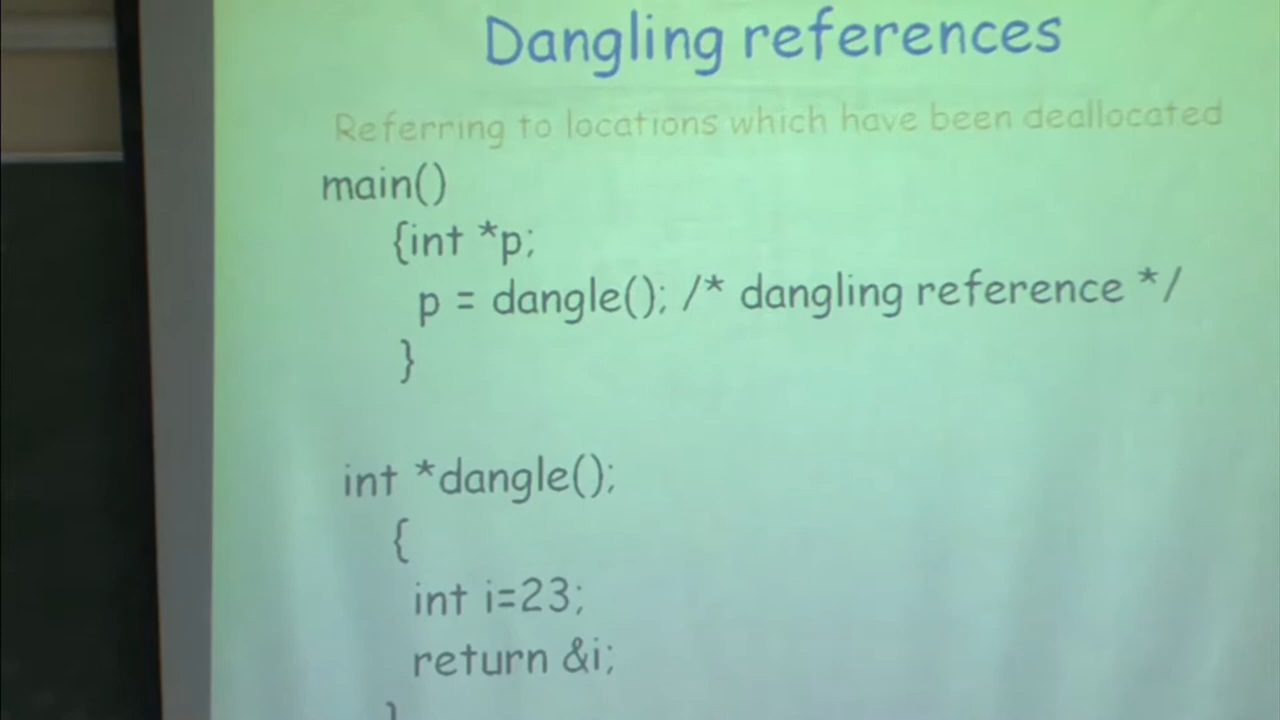 Dangling references
Referring to locations which have been deallocated
main()
{int *p;
p = dangle(); /* dangling reference */
}
int *dangle();
{
int i=23;
return &i;
}